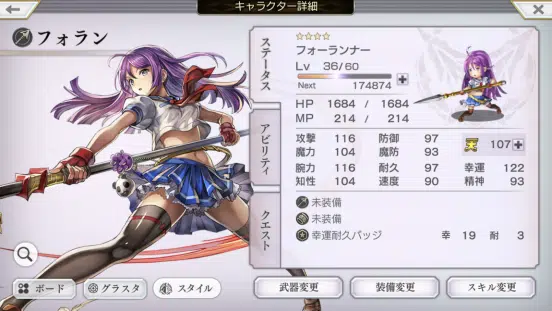 キャラクター詳細
フォラン
ステータス
アビリティ
クエスト
フォーランナー
Lv 36/60
Next 174874
HP 1684 / 1684
MP 214 / 214
攻撃 116 防御 97
魔力 104 魔防 93
107
腕力 116 耐久 97 幸運 122
知性 104 速度 90 精神 93
未装備
未装備
幸運耐久バッジ 幸 19 耐 3
ボード
グラスタ
スタイル
武器変更
装備変更
スキル変更